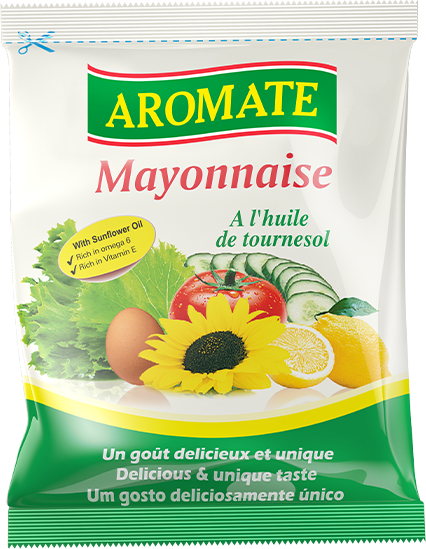 AROMATE
Mayonnaise
A l'huile
de tournesol
With Sunflower Oil
Rich in omega 6
Rich in Vitamin E
Un goût delicieux et unique
Delicious & unique taste
Um gosto deliciosamente único